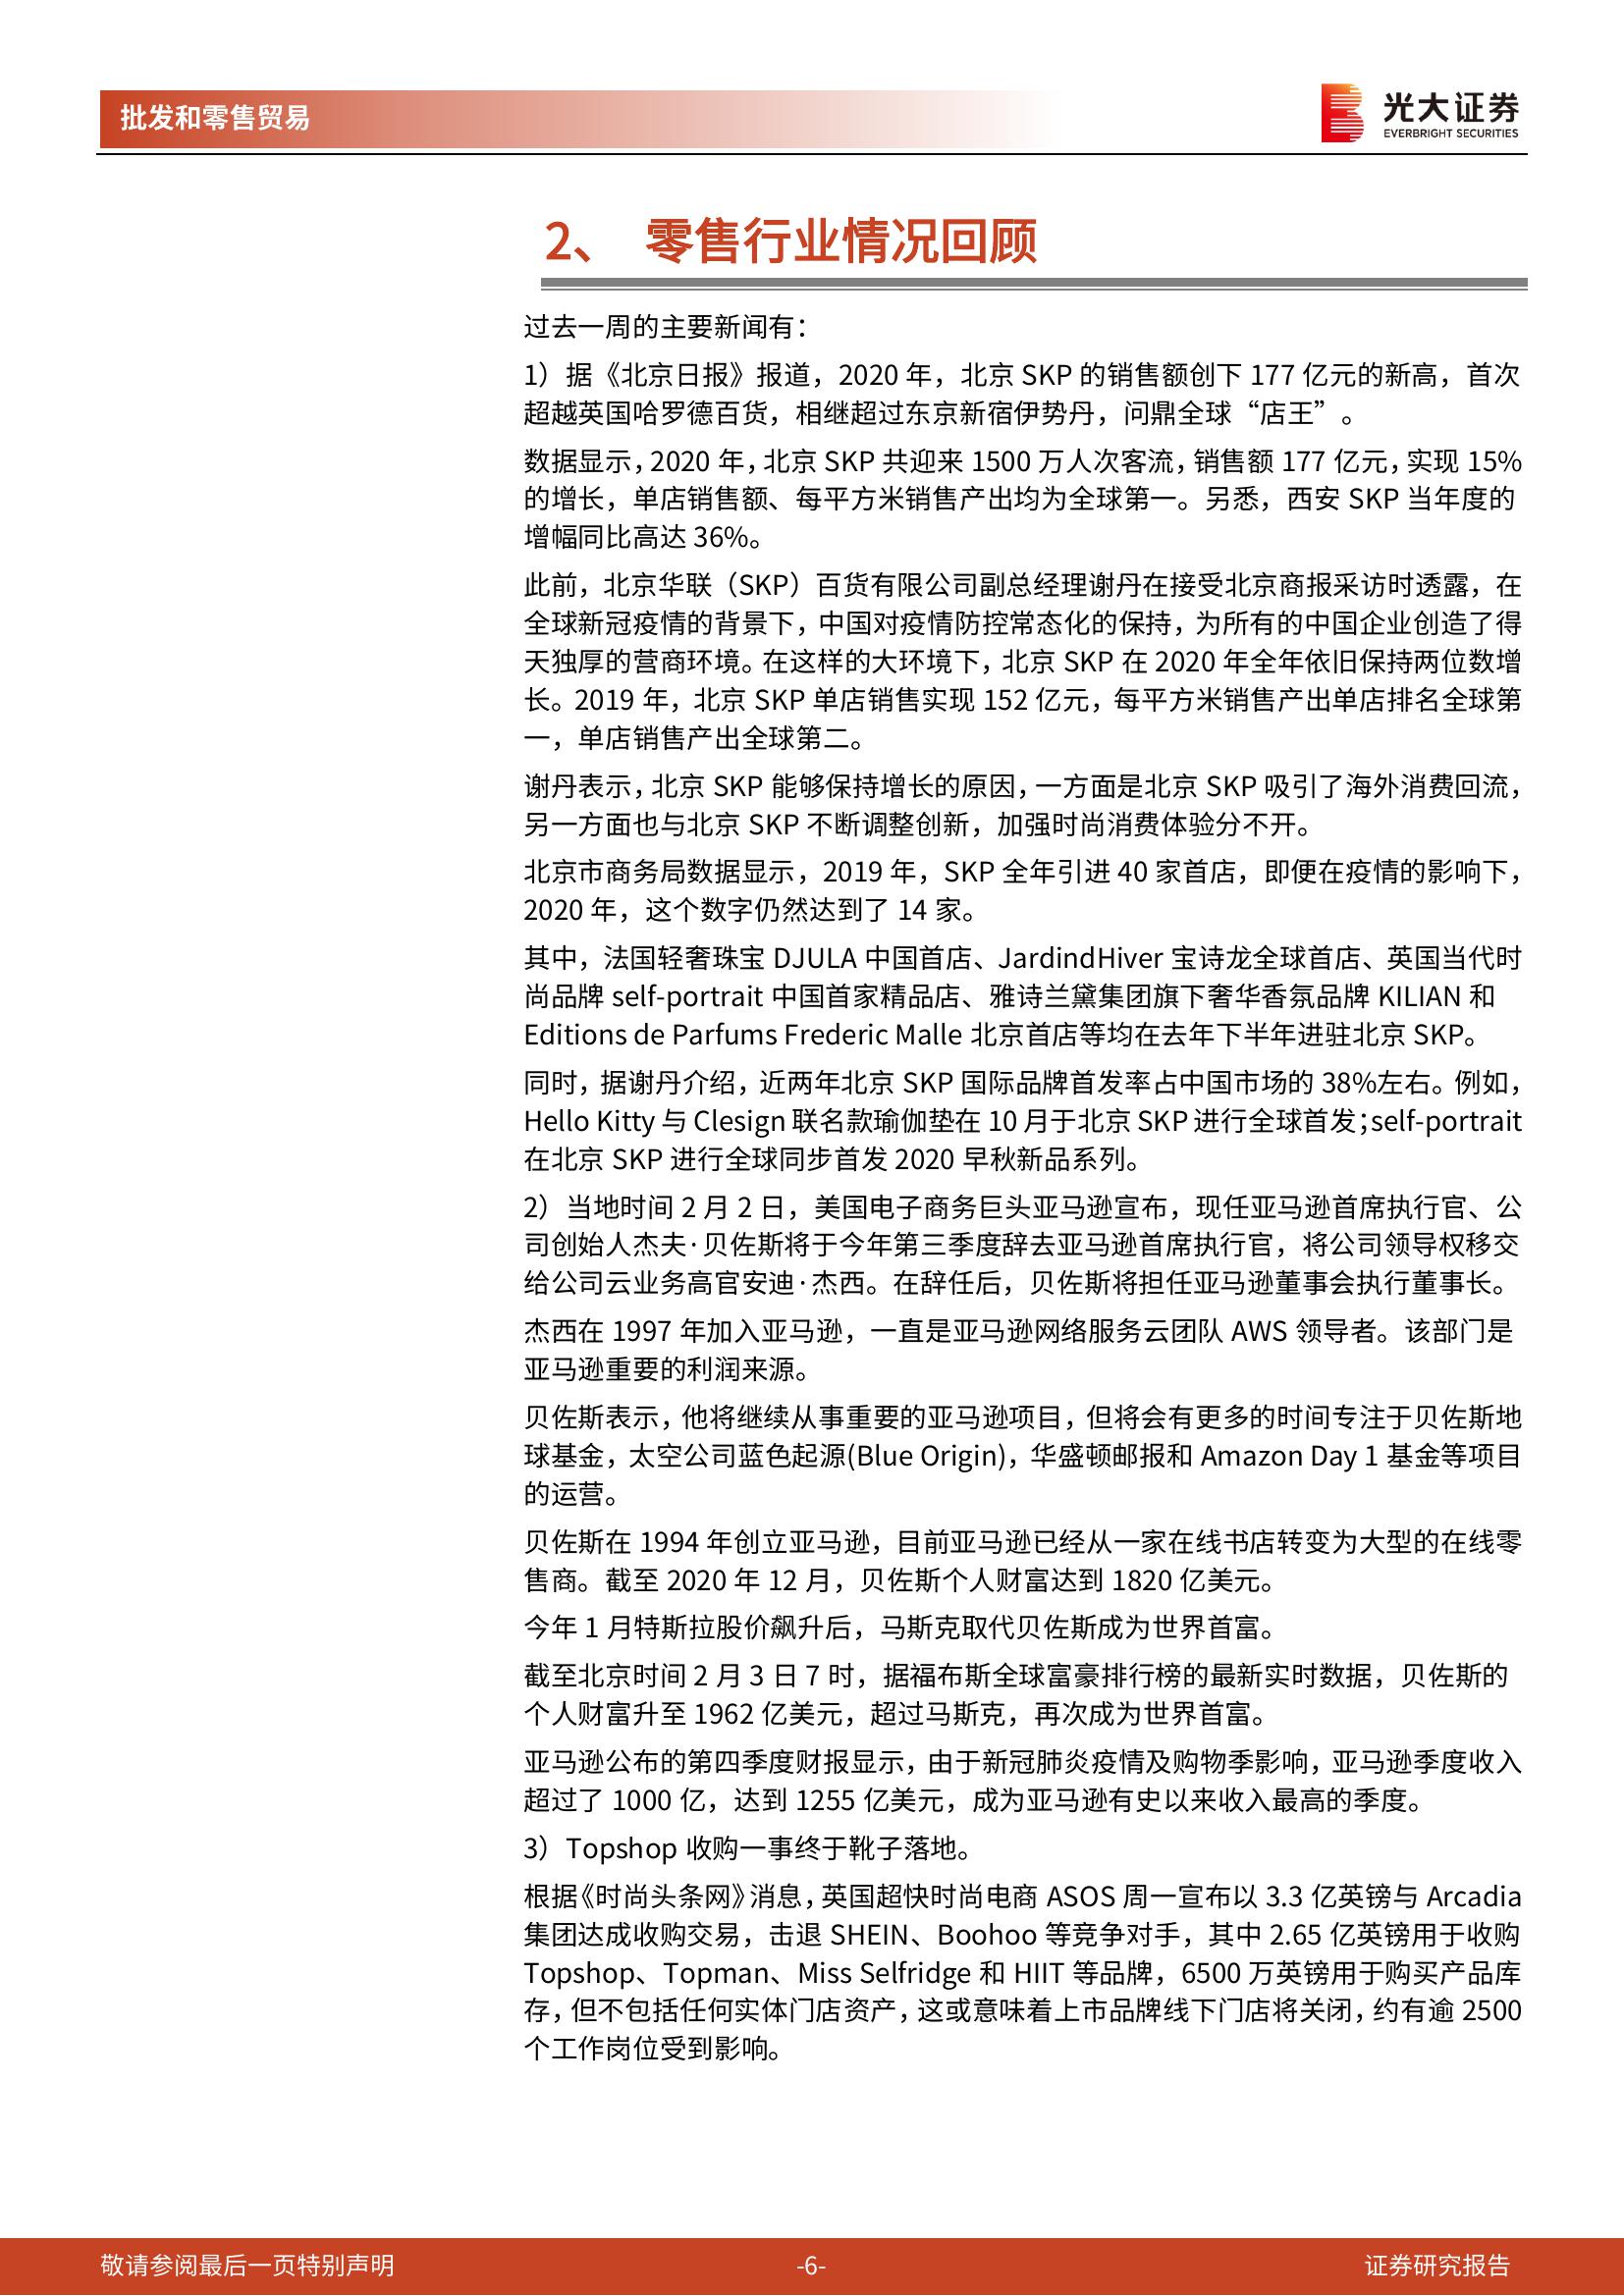 批发和零售贸易
光大证券
EVERBRIGHT SECURITIES
2、 零售行业情况回顾
过去一周的主要新闻有：
1）据《北京日报》报道，2020 年，北京 SKP 的销售额创下 177 亿元的新高，首次
超越英国哈罗德百货，相继超过东京新宿伊势丹，问鼎全球“店王”。
数据显示，2020 年，北京 SKP 共迎来 1500 万人次客流，销售额 177 亿元，实现 15%
的增长，单店销售额、每平方米销售产出均为全球第一。另悉，西安 SKP 当年度的
增幅同比高达 36%。
此前，北京华联（SKP）百货有限公司副总经理谢丹在接受北京商报采访时透露，在
全球新冠疫情的背景下，中国对疫情防控常态化的保持，为所有的中国企业创造了得
天独厚的营商环境。在这样的大环境下，北京 SKP 在 2020 年全年依旧保持两位数增
长。2019 年，北京 SKP 单店销售实现 152 亿元，每平方米销售产出单店排名全球第
一，单店销售产出全球第二。
谢丹表示，北京 SKP 能够保持增长的原因，一方面是北京 SKP 吸引了海外消费回流，
另一方面也与北京 SKP 不断调整创新，加强时尚消费体验分不开。
北京市商务局数据显示，2019 年，SKP 全年引进 40 家首店，即便在疫情的影响下，
2020 年，这个数字仍然达到了 14 家。
其中，法国轻奢珠宝 DJULA 中国首店、JardindHiver 宝诗龙全球首店、英国当代时
尚品牌 self-portrait 中国首家精品店、雅诗兰黛集团旗下奢华香氛品牌 KILIAN 和
Editions de Parfums Frederic Malle 北京首店等均在去年下半年进驻北京 SKP。
同时，据谢丹介绍，近两年北京 SKP 国际品牌首发率占中国市场的 38%左右。例如，
Hello Kitty 与 Clesign 联名款瑜伽垫在 10 月于北京 SKP 进行全球首发；self-portrait
在北京 SKP 进行全球同步首发 2020 早秋新品系列。
2）当地时间 2 月 2 日，美国电子商务巨头亚马逊宣布，现任亚马逊首席执行官、公
司创始人杰夫·贝佐斯将于今年第三季度辞去亚马逊首席执行官，将公司领导权移交
给公司云业务高官安迪·杰西。在辞任后，贝佐斯将担任亚马逊董事会执行董事长。
杰西在 1997 年加入亚马逊，一直是亚马逊网络服务云团队 AWS 领导者。该部门是
亚马逊重要的利润来源。
贝佐斯表示，他将继续从事重要的亚马逊项目，但将会有更多的时间专注于贝佐斯地
球基金，太空公司蓝色起源(Blue Origin)，华盛顿邮报和 Amazon Day 1 基金等项目
的运营。
贝佐斯在 1994 年创立亚马逊，目前亚马逊已经从一家在线书店转变为大型的在线零
售商。截至 2020 年 12 月，贝佐斯个人财富达到 1820 亿美元。
今年 1 月特斯拉股价飙升后，马斯克取代贝佐斯成为世界首富。
截至北京时间 2 月 3 日 7 时，据福布斯全球富豪排行榜的最新实时数据，贝佐斯的
个人财富升至 1962 亿美元，超过马斯克，再次成为世界首富。
亚马逊公布的第四季度财报显示，由于新冠肺炎疫情及购物季影响，亚马逊季度收入
超过了 1000 亿，达到 1255 亿美元，成为亚马逊有史以来收入最高的季度。
3）Topshop 收购一事终于靴子落地。
根据《时尚头条网》消息，英国超快时尚电商 ASOS 周一宣布以 3.3 亿英镑与 Arcadia
集团达成收购交易，击退 SHEIN、Boohoo 等竞争对手，其中 2.65 亿英镑用于收购
Topshop、Topman、Miss Selfridge 和 HIIT 等品牌，6500 万英镑用于购买产品库
存，但不包括任何实体门店资产，这或意味着上市品牌线下门店将关闭，约有逾 2500
个工作岗位受到影响。
敬请参阅最后一页特别声明
-6-
证券研究报告